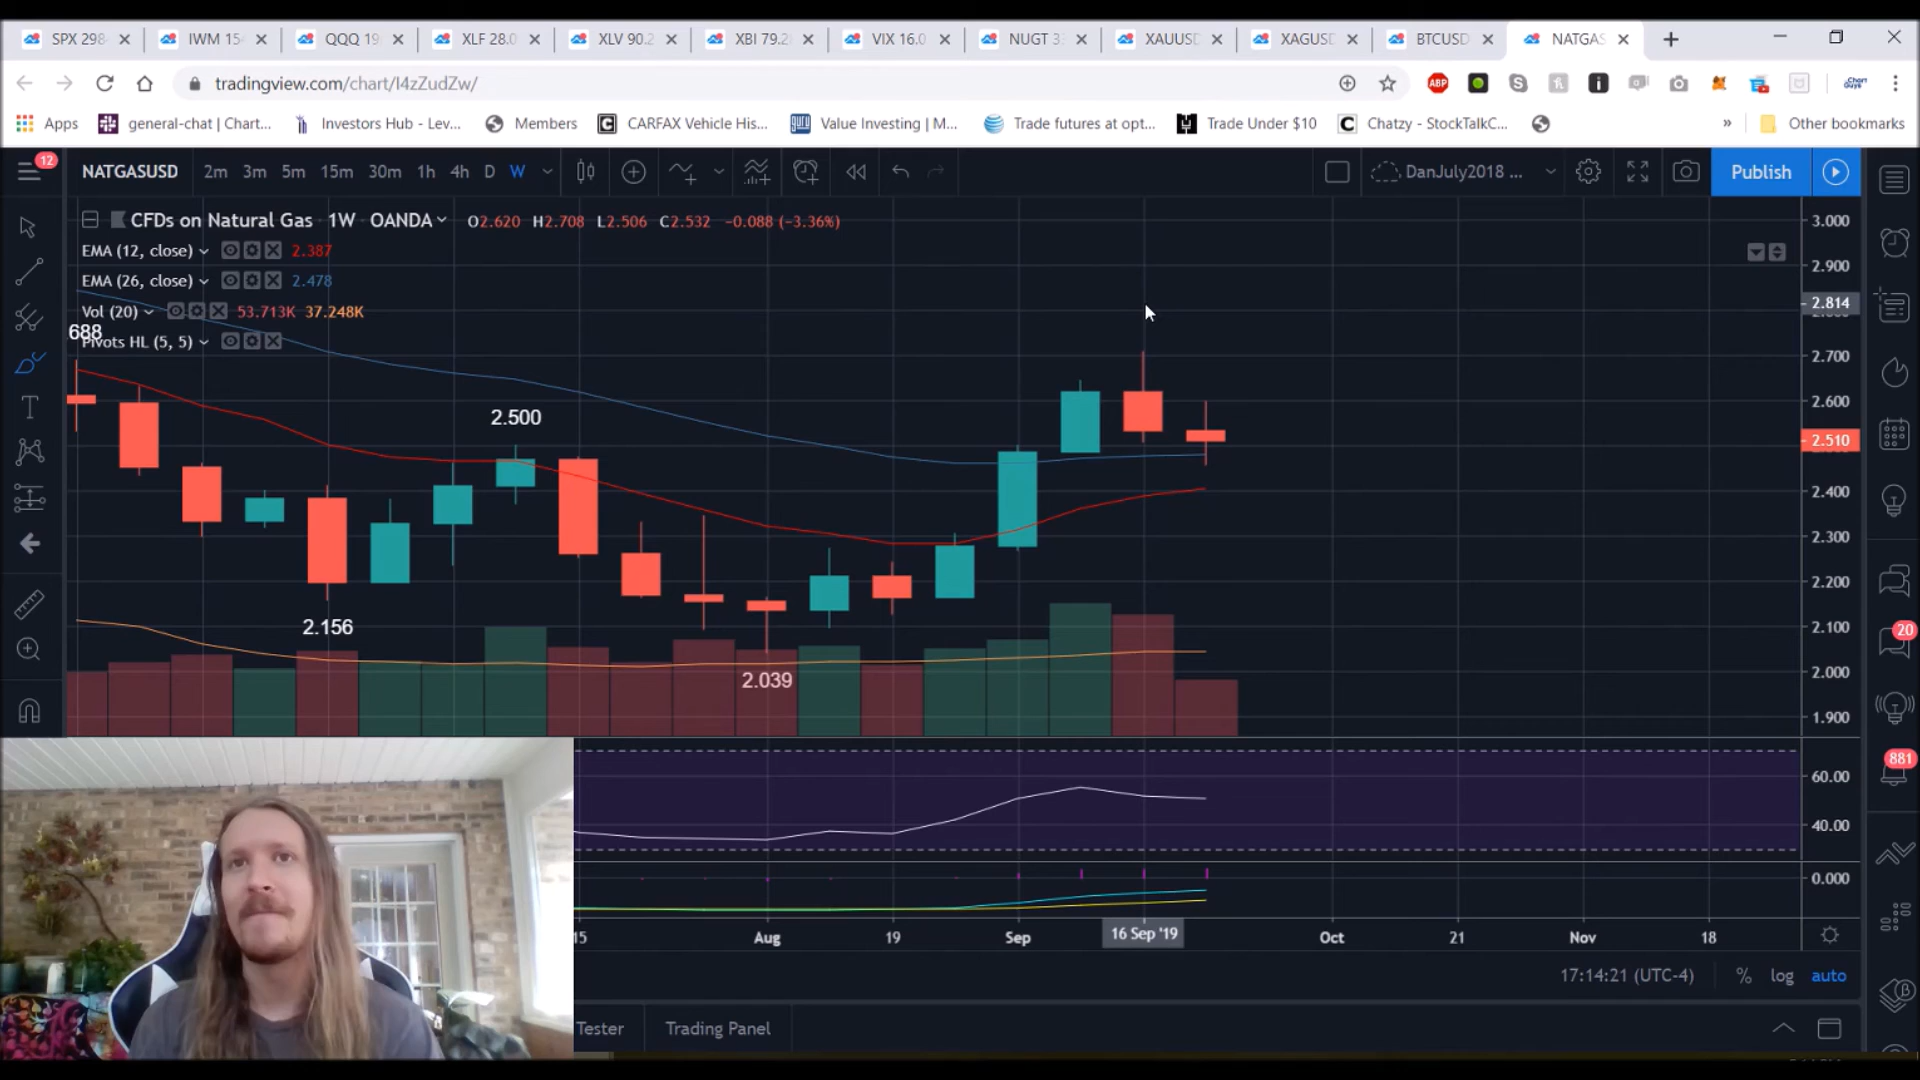 SPX 298
IWM 15
QQQ 19
XLF 28.0
XLV 90.2
XBI 79.2
VIX 16.0
NUGT 3
XAUUSD
XAGUSD
BTCUSD
NATGAS
tradingview.com/chart/I4zZudZw/
ABP
Apps
general-chat | Chart...
Investors Hub - Lev...
Members
CARFAX Vehicle His...
guru
Value Investing | M...
Trade futures at opt...
Trade Under $10
Chatzy - StockTalkC...
»
Other bookmarks
12
NATGASUSD
2m 3m 5m 15m 30m 1h 4h D W
DanJuly2018 ...
Publish
CFDs on Natural Gas 1W OANDA
O2.620 H2.708 L2.506 C2.532 −0.088 (−3.36%)
EMA (12, close) 2.387
EMA (26, close) 2.478
Vol (20) 53.713K 37.248K
688
Pivots HL (5, 5)
2.500
2.156
2.039
3.000
2.900
2.814
2.700
2.600
2.510
2.400
2.300
2.200
2.100
2.000
1.900
60.00
40.00
0.000
15
Aug
19
Sep
16 Sep '19
Oct
21
Nov
18
17:14:21 (UTC-4)
% log auto
Tester
Trading Panel
20
881